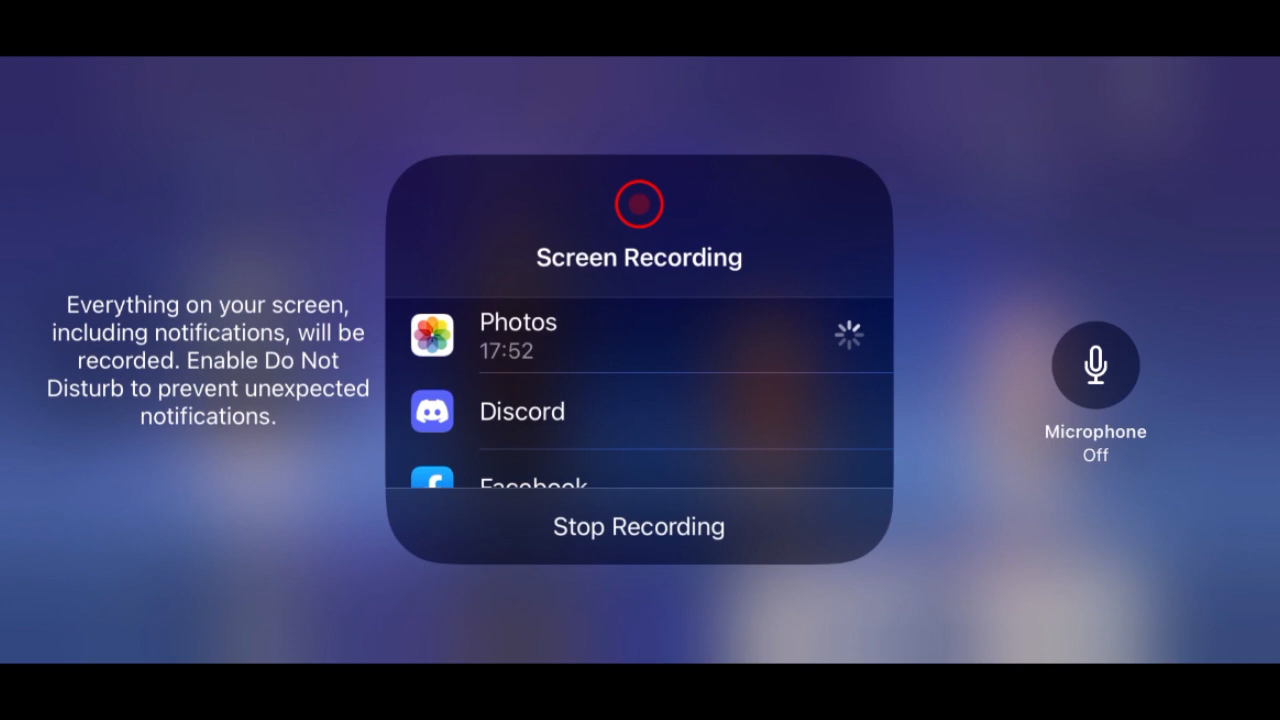 Everything on your screen,
including notifications, will be
recorded. Enable Do Not
Disturb to prevent unexpected
notifications.
Screen Recording
Photos
17:52
Discord
Facebook
Stop Recording
Microphone
Off